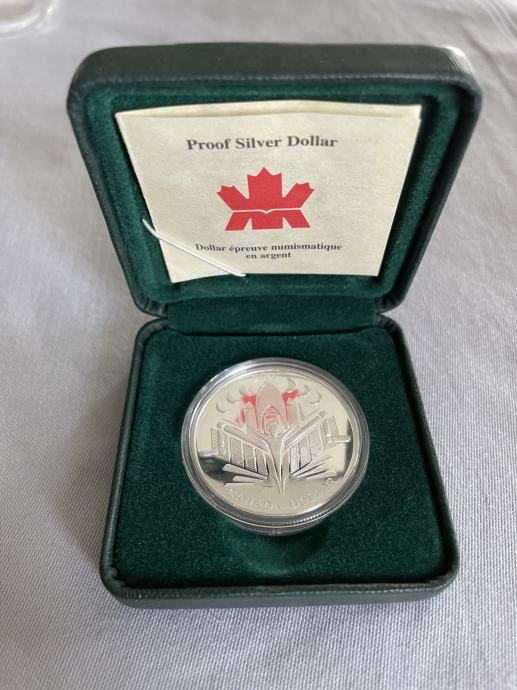 Proof Silver Dollar
Dollar épreuve numismatique
en argent
CANADA DOLLAR